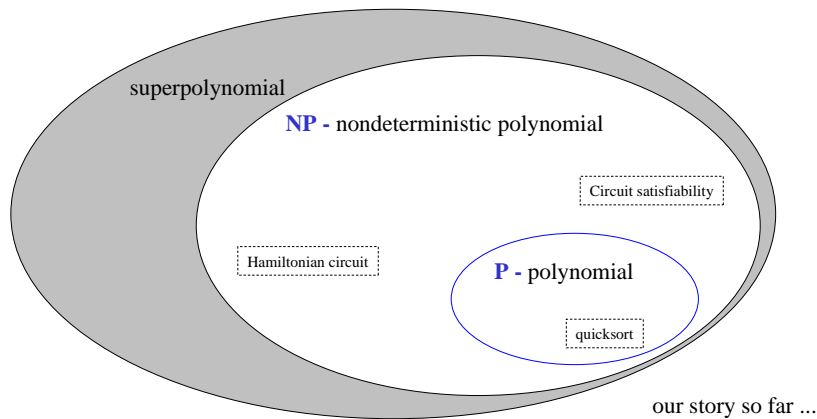 superpolynomial
NP - nondeterministic polynomial
Circuit satisfiability
Hamiltonian circuit
P - polynomial
quicksort
our story so far ...